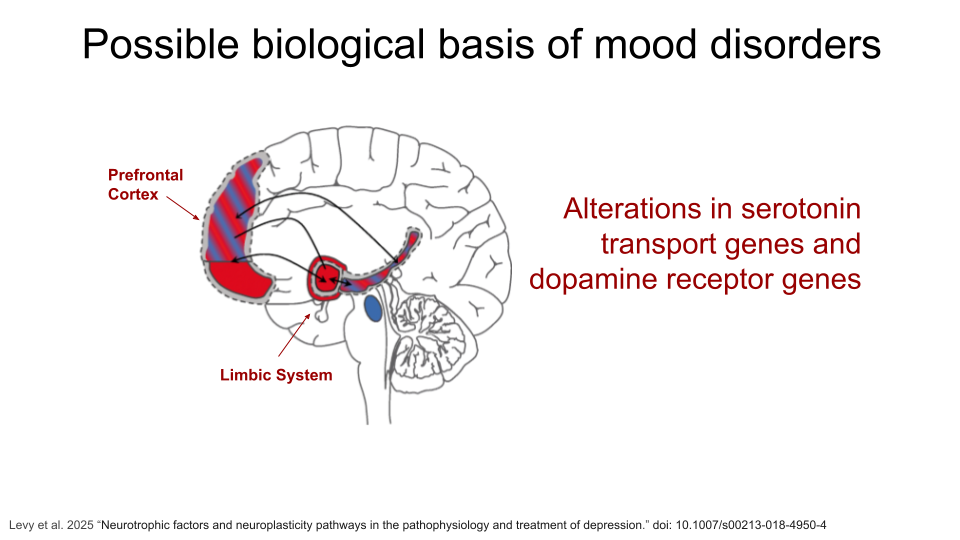 Possible biological basis of mood disorders
Prefrontal
Cortex
Alterations in serotonin
transport genes and
dopamine receptor genes
Limbic System
Levy et al. 2025 “Neurotrophic factors and neuroplasticity pathways in the pathophysiology and treatment of depression.” doi: 10.1007/s00213-018-4950-4